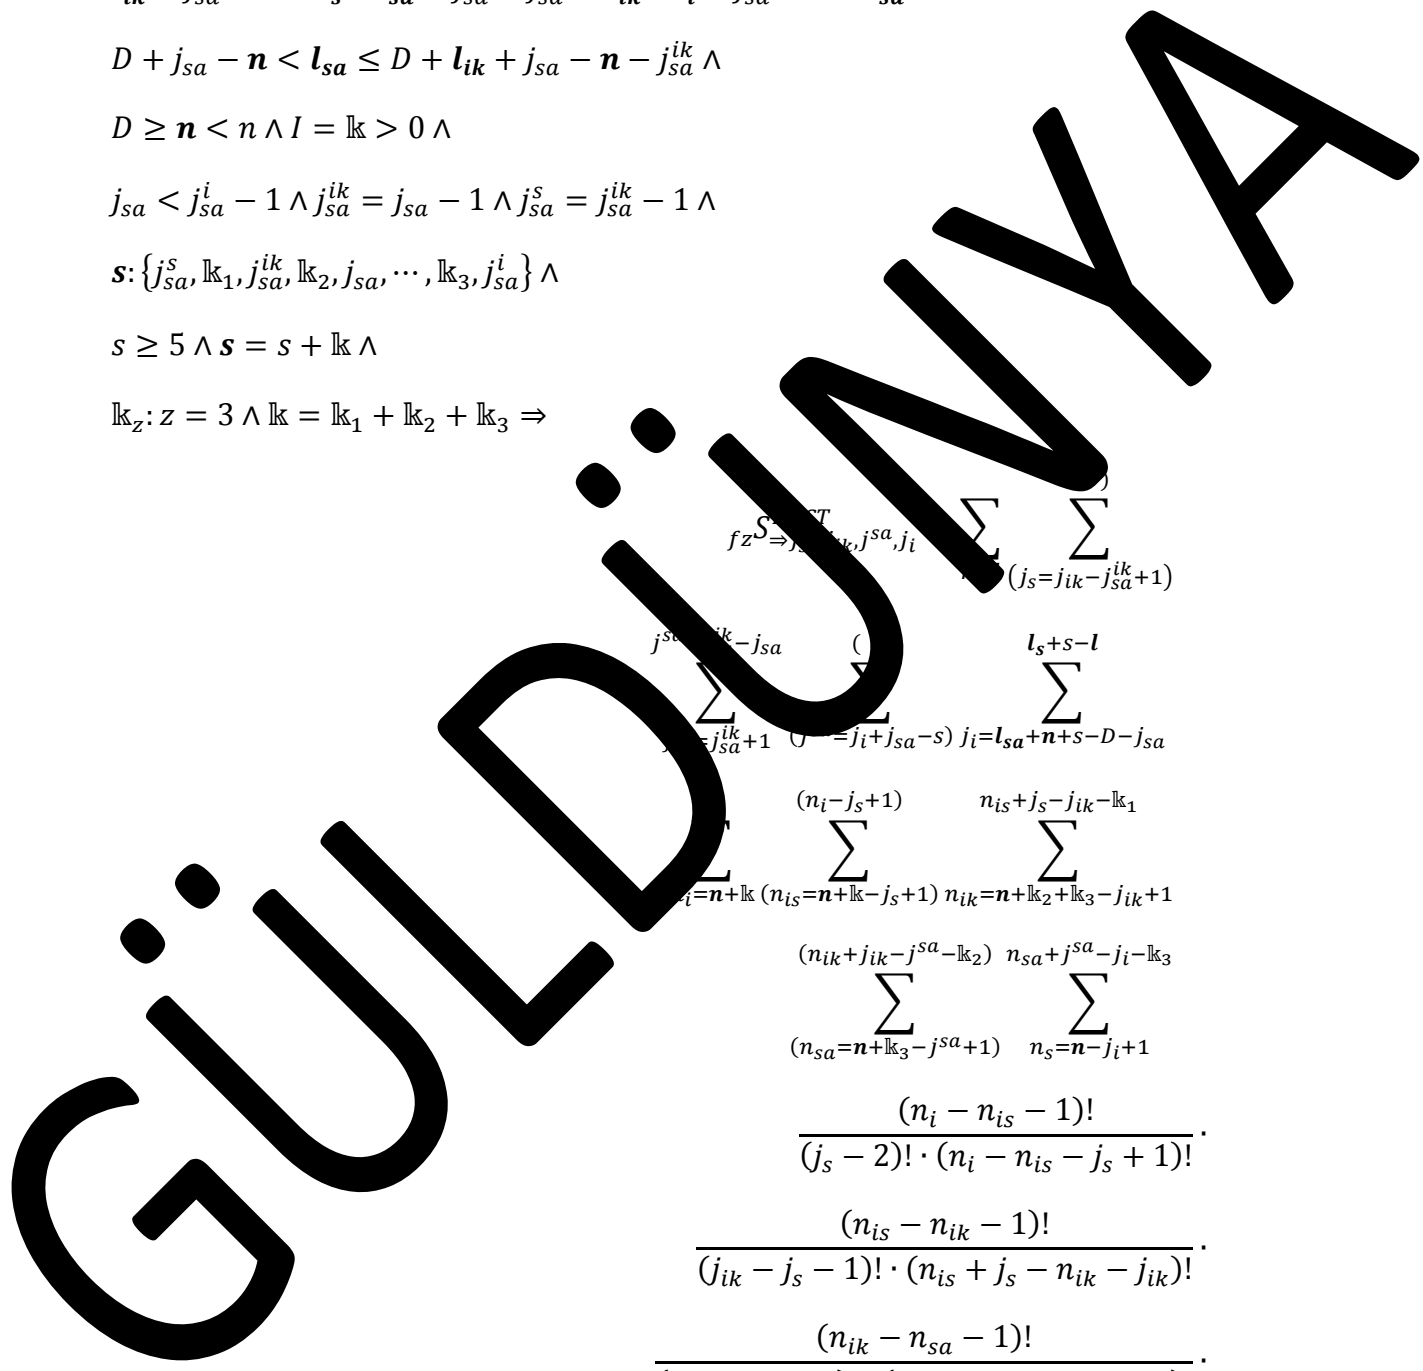 D + j_{sa} − n < l_{sa} ≤ D + l_{ik} + j_{sa} − n − j_{sa}^{ik} ∧
D ≥ n < n ∧ I = 𝕜 > 0 ∧
j_{sa} < j_{sa}^{i} − 1 ∧ j_{sa}^{ik} = j_{sa} − 1 ∧ j_{sa}^{s} = j_{sa}^{ik} − 1 ∧
s: {j_{sa}^{s}, 𝕜_1, j_{sa}^{ik}, 𝕜_2, j_{sa}, ⋯, 𝕜_3, j_{sa}^{i}} ∧
s ≥ 5 ∧ s = s + 𝕜 ∧
𝕜_z: z = 3 ∧ 𝕜 = 𝕜_1 + 𝕜_2 + 𝕜_3 ⇒
∑ ∑_{(j_s=j_{ik}−j_{sa}^{ik}+1)}
∑ ∑ ∑_{j_i=l_{sa}+n+s−D−j_{sa}}^{l_s+s−l}
∑ ∑_{(n_{is}=n+𝕜−j_s+1)}^{(n_i−j_s+1)} ∑_{n_{ik}=n+𝕜_2+𝕜_3−j_{ik}+1}^{n_{is}+j_s−j_{ik}−𝕜_1}
∑_{(n_{sa}=n+𝕜_3−j^{sa}+1)}^{(n_{ik}+j_{ik}−j^{sa}−𝕜_2)} ∑_{n_s=n−j_i+1}^{n_{sa}+j^{sa}−j_i−𝕜_3}
(n_i − n_{is} − 1)!
(j_s − 2)! · (n_i − n_{is} − j_s + 1)! ·
(n_{is} − n_{ik} − 1)!
(j_{ik} − j_s − 1)! · (n_{is} + j_s − n_{ik} − j_{ik})! ·
(n_{ik} − n_{sa} − 1)! ·
GÜLDÜNYA